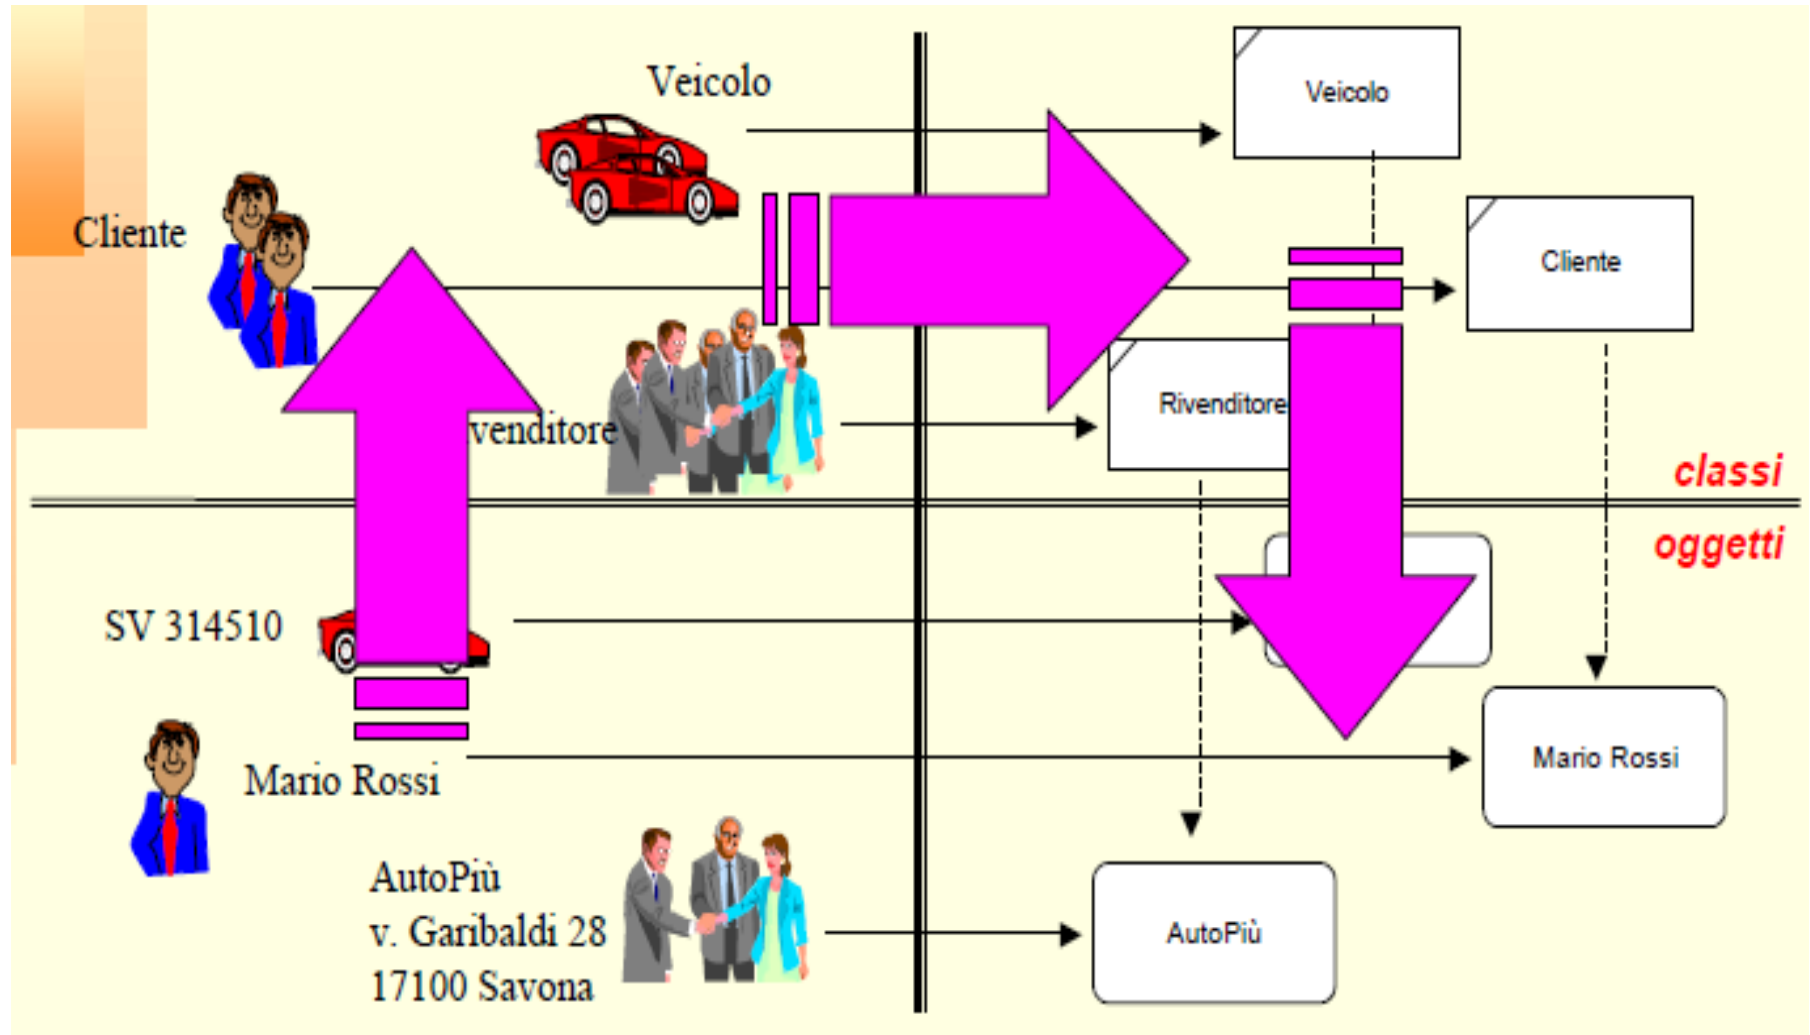 Veicolo
Veicolo
Cliente
Cliente
venditore
Rivenditore
classi
oggetti
SV 314510
Mario Rossi
Mario Rossi
AutoPiù
v. Garibaldi 28
17100 Savona
AutoPiù